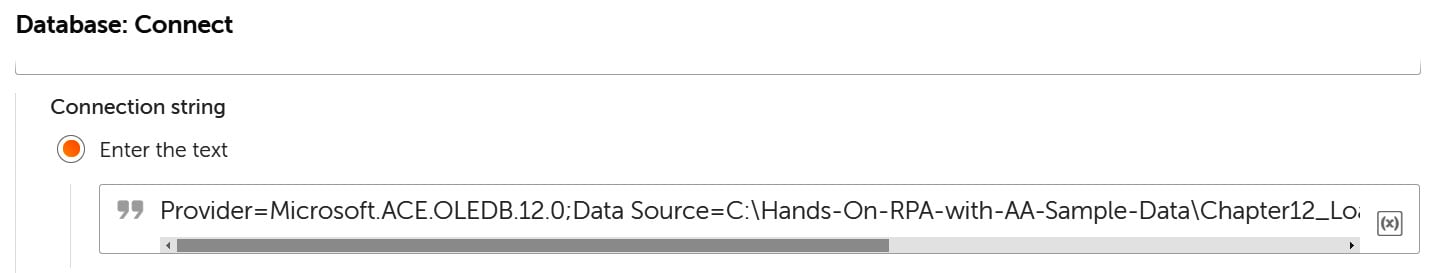 Database: Connect
Connection string
Enter the text
Provider=Microsoft.ACE.OLEDB.12.0;Data Source=C:\Hands-On-RPA-with-AA-Sample-Data\Chapter12_Loa
(x)